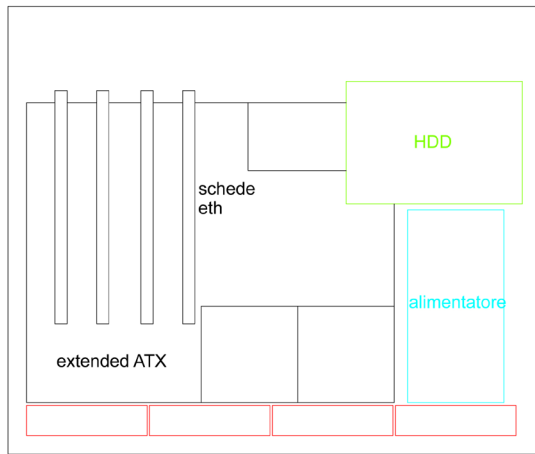 HDD
schede
eth
alimentatore
extended ATX